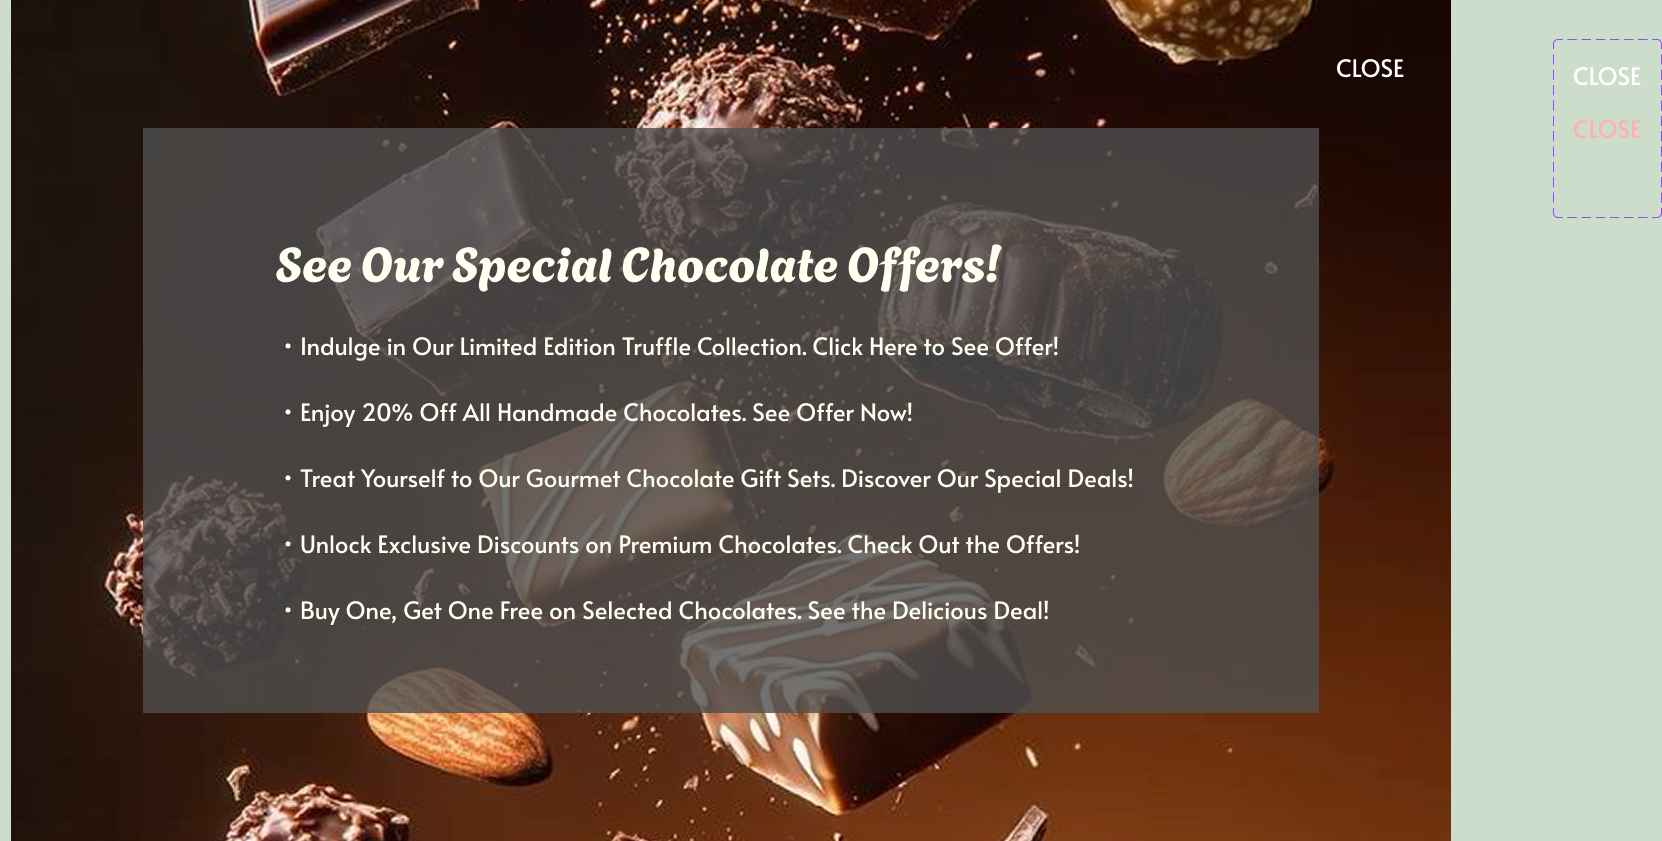 CLOSE
CLOSE
CLOSE
See Our Special Chocolate Offers!
• Indulge in Our Limited Edition Truffle Collection. Click Here to See Offer!
• Enjoy 20% Off All Handmade Chocolates. See Offer Now!
• Treat Yourself to Our Gourmet Chocolate Gift Sets. Discover Our Special Deals!
• Unlock Exclusive Discounts on Premium Chocolates. Check Out the Offers!
• Buy One, Get One Free on Selected Chocolates. See the Delicious Deal!